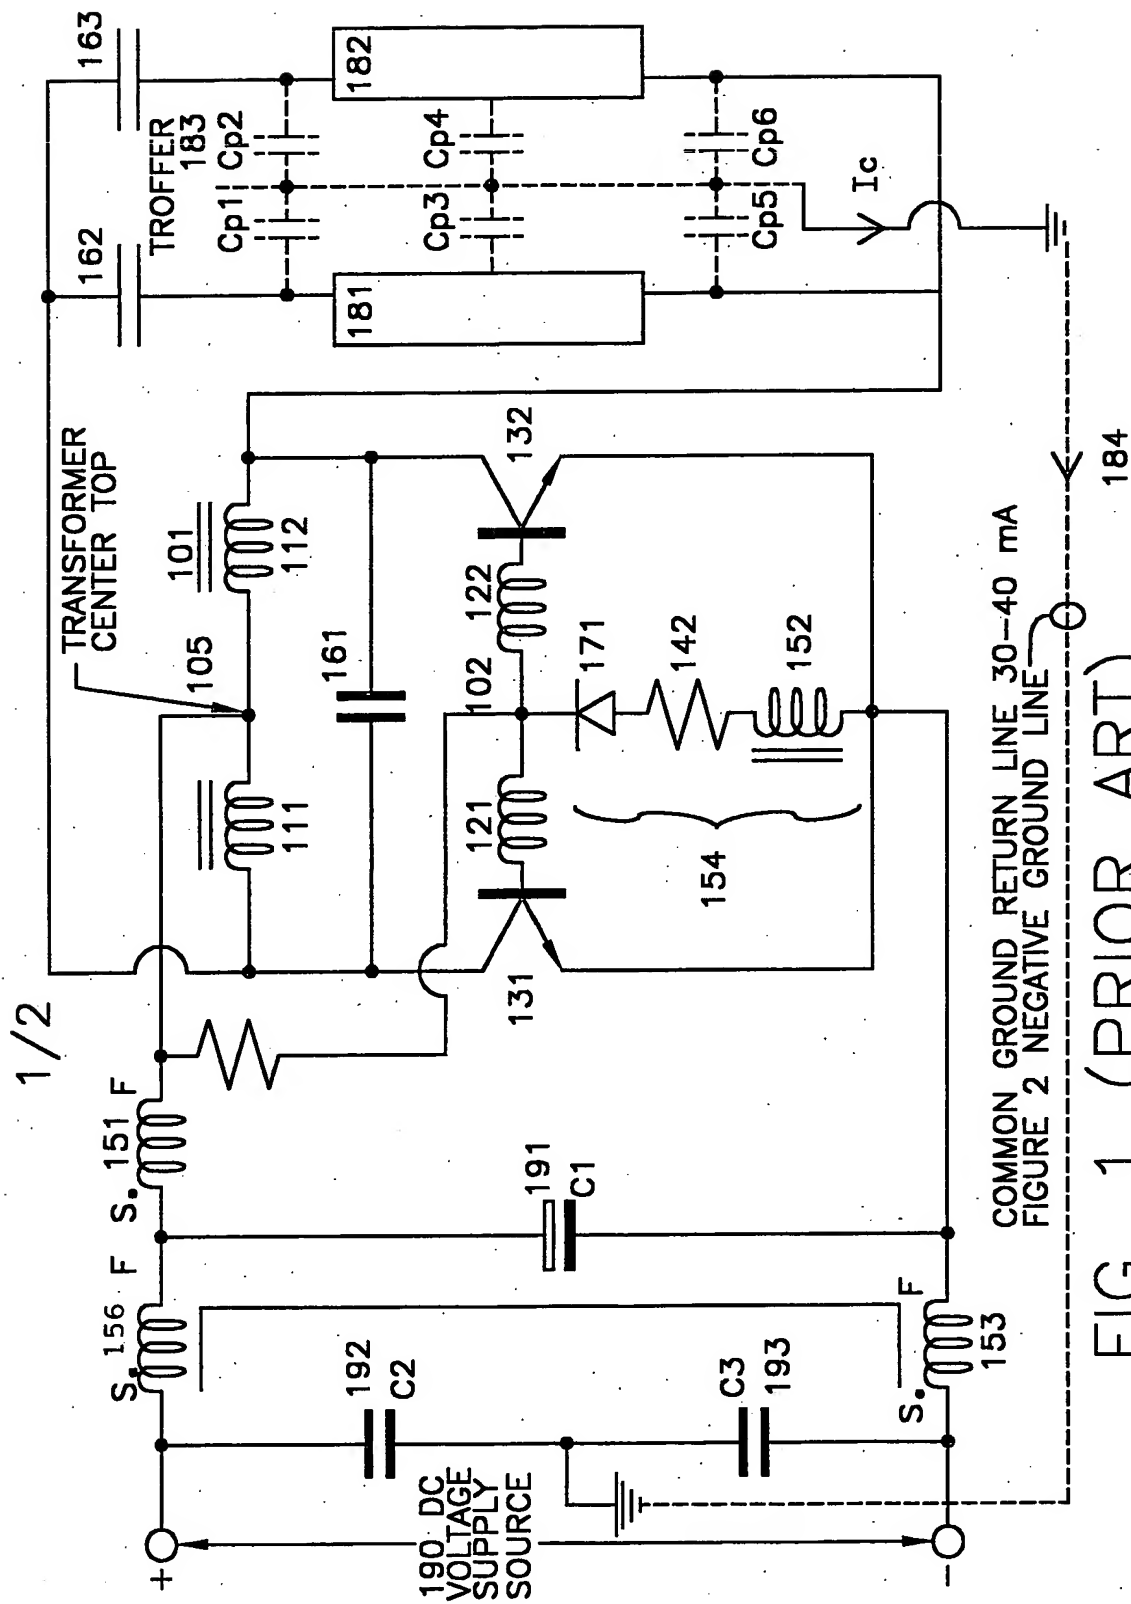 1/2
+
-
190 DC
VOLTAGE
SUPPLY
SOURCE
192
C2
C3
193
S.
156
F
S.
153
F
191
C1
S.
151
F
TRANSFORMER
CENTER TOP
105
101
111
112
161
102
121
122
131
132
171
142
152
154
162
163
TROFFER
183
Cp1
Cp2
Cp3
Cp4
Cp5
Cp6
181
182
Ic
COMMON GROUND RETURN LINE 30-40 mA
FIGURE 2 NEGATIVE GROUND LINE
184
FIG 1 (PRIOR ART)